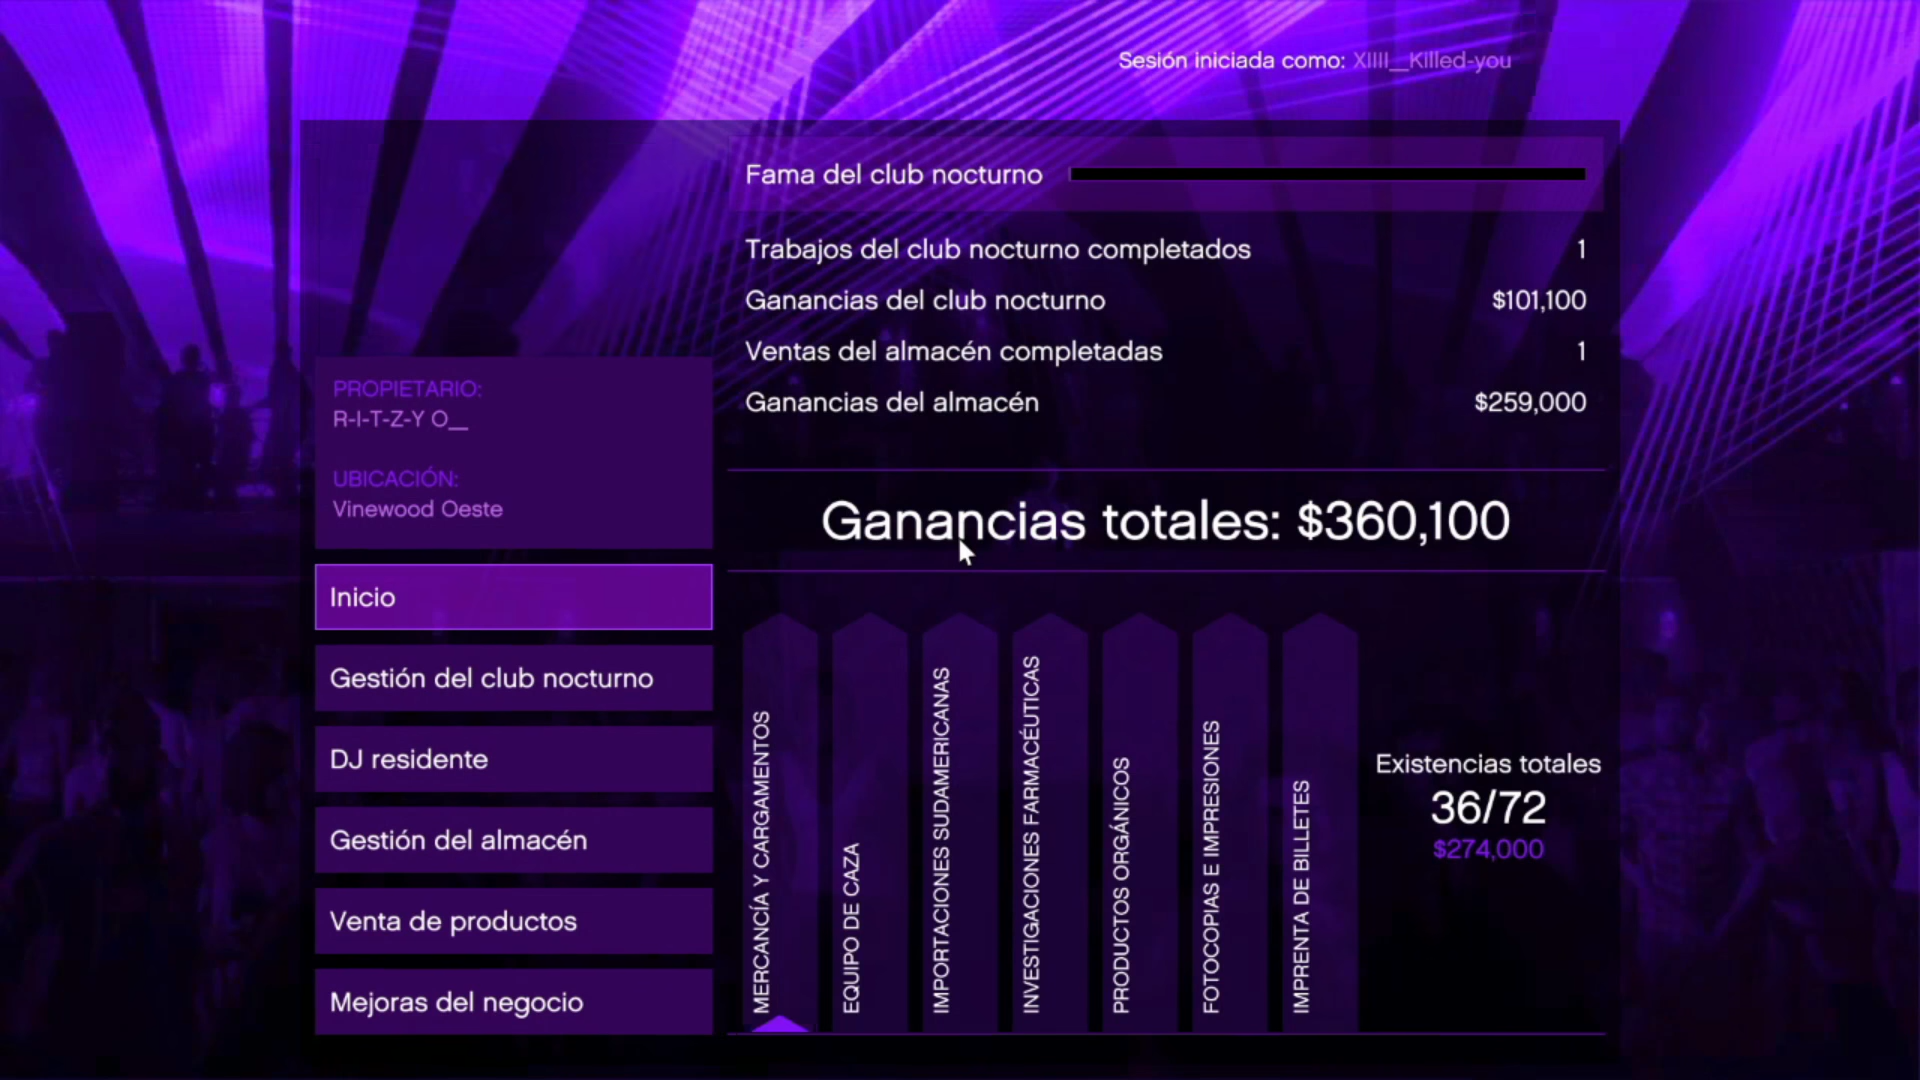 Sesión iniciada como: XIIII__Killed-you
Fama del club nocturno
Trabajos del club nocturno completados 1
Ganancias del club nocturno $101,100
Ventas del almacén completadas 1
Ganancias del almacén $259,000
PROPIETARIO:
R-I-T-Z-Y O__
UBICACIÓN:
Vinewood Oeste
Ganancias totales: $360,100
Inicio
Gestión del club nocturno
DJ residente
Gestión del almacén
Venta de productos
Mejoras del negocio
MERCANCÍA Y CARGAMENTOS
EQUIPO DE CAZA
IMPORTACIONES SUDAMERICANAS
INVESTIGACIONES FARMACÉUTICAS
PRODUCTOS ORGÁNICOS
FOTOCOPIAS E IMPRESIONES
IMPRENTA DE BILLETES
Existencias totales
36/72
$274,000